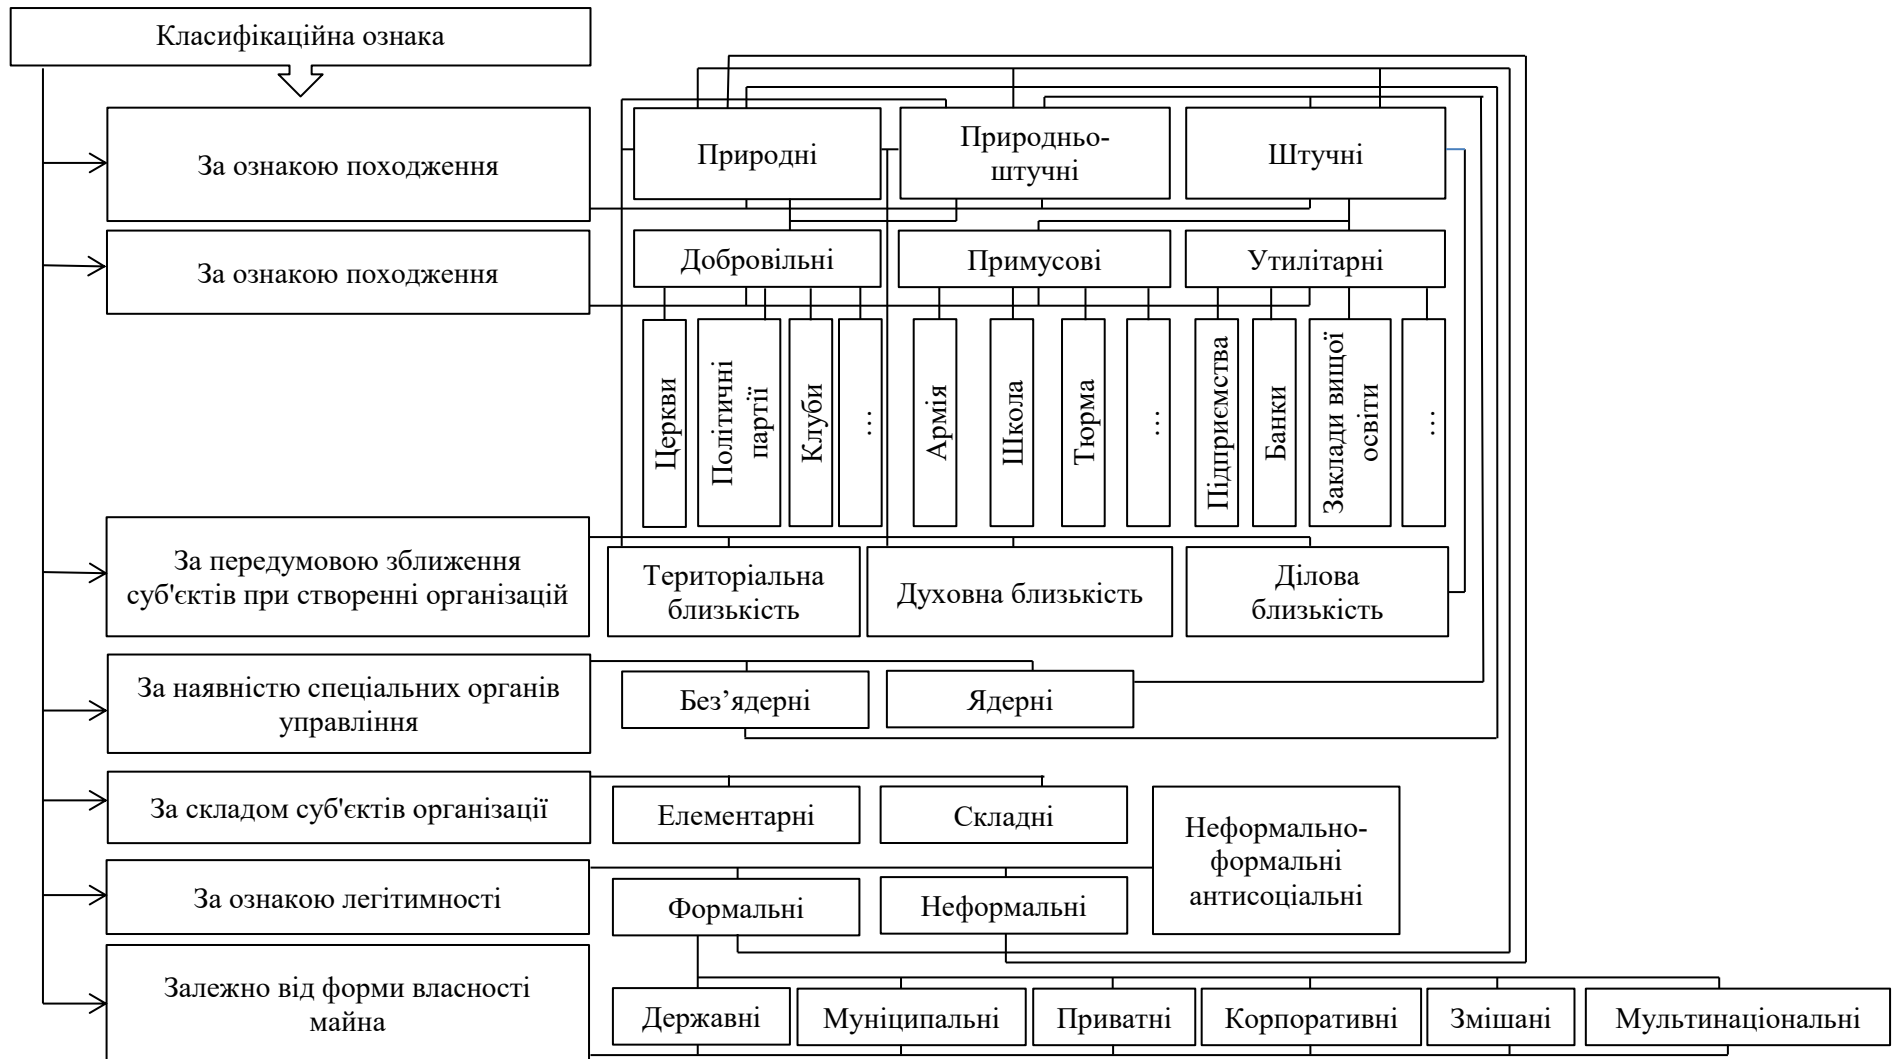 Класифікаційна ознака
За ознакою походження
Природні
Природньо-
штучні
Штучні
За ознакою походження
Добровільні
Примусові
Утилітарні
Церкви
Політичні
партії
Клуби
…
Армія
Школа
Тюрма
…
Підприємства
Банки
Заклади вищої
освіти
…
За передумовою зближення
суб'єктів при створенні організацій
Територіальна
близькість
Духовна близькість
Ділова
близькість
За наявністю спеціальних органів
управління
Без’ядерні
Ядерні
За складом суб'єктів організації
Елементарні
Складні
Неформально-
формальні
антисоціальні
За ознакою легітимності
Формальні
Неформальні
Залежно від форми власності
майна
Державні
Муніципальні
Приватні
Корпоративні
Змішані
Мультинаціональні